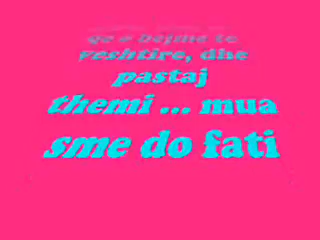 qe e bejme te
veshtire, dhe
pastaj
themi ... mua
sme do fati